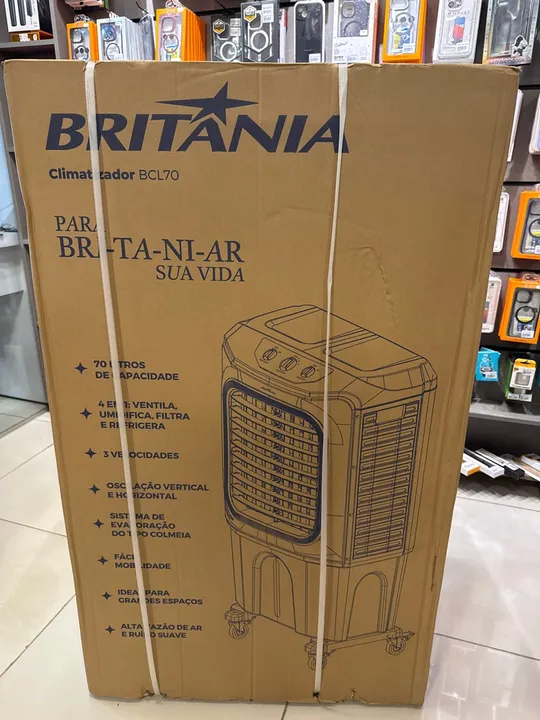 BRITÂNIA
Climatizador BCL70
PARA
BRI-TA-NI-AR
SUA VIDA
70 LITROS
DE CAPACIDADE
4 EM 1: VENTILA,
UMIDIFICA, FILTRA
E REFRIGERA
3 VELOCIDADES
OSCILAÇÃO VERTICAL
E HORIZONTAL
SISTEMA DE
EVAPORAÇÃO
DO TIPO COLMEIA
FÁCIL
MOBILIDADE
IDEAL PARA
GRANDES ESPAÇOS
ALTA VAZÃO DE AR
E RUÍDO SUAVE